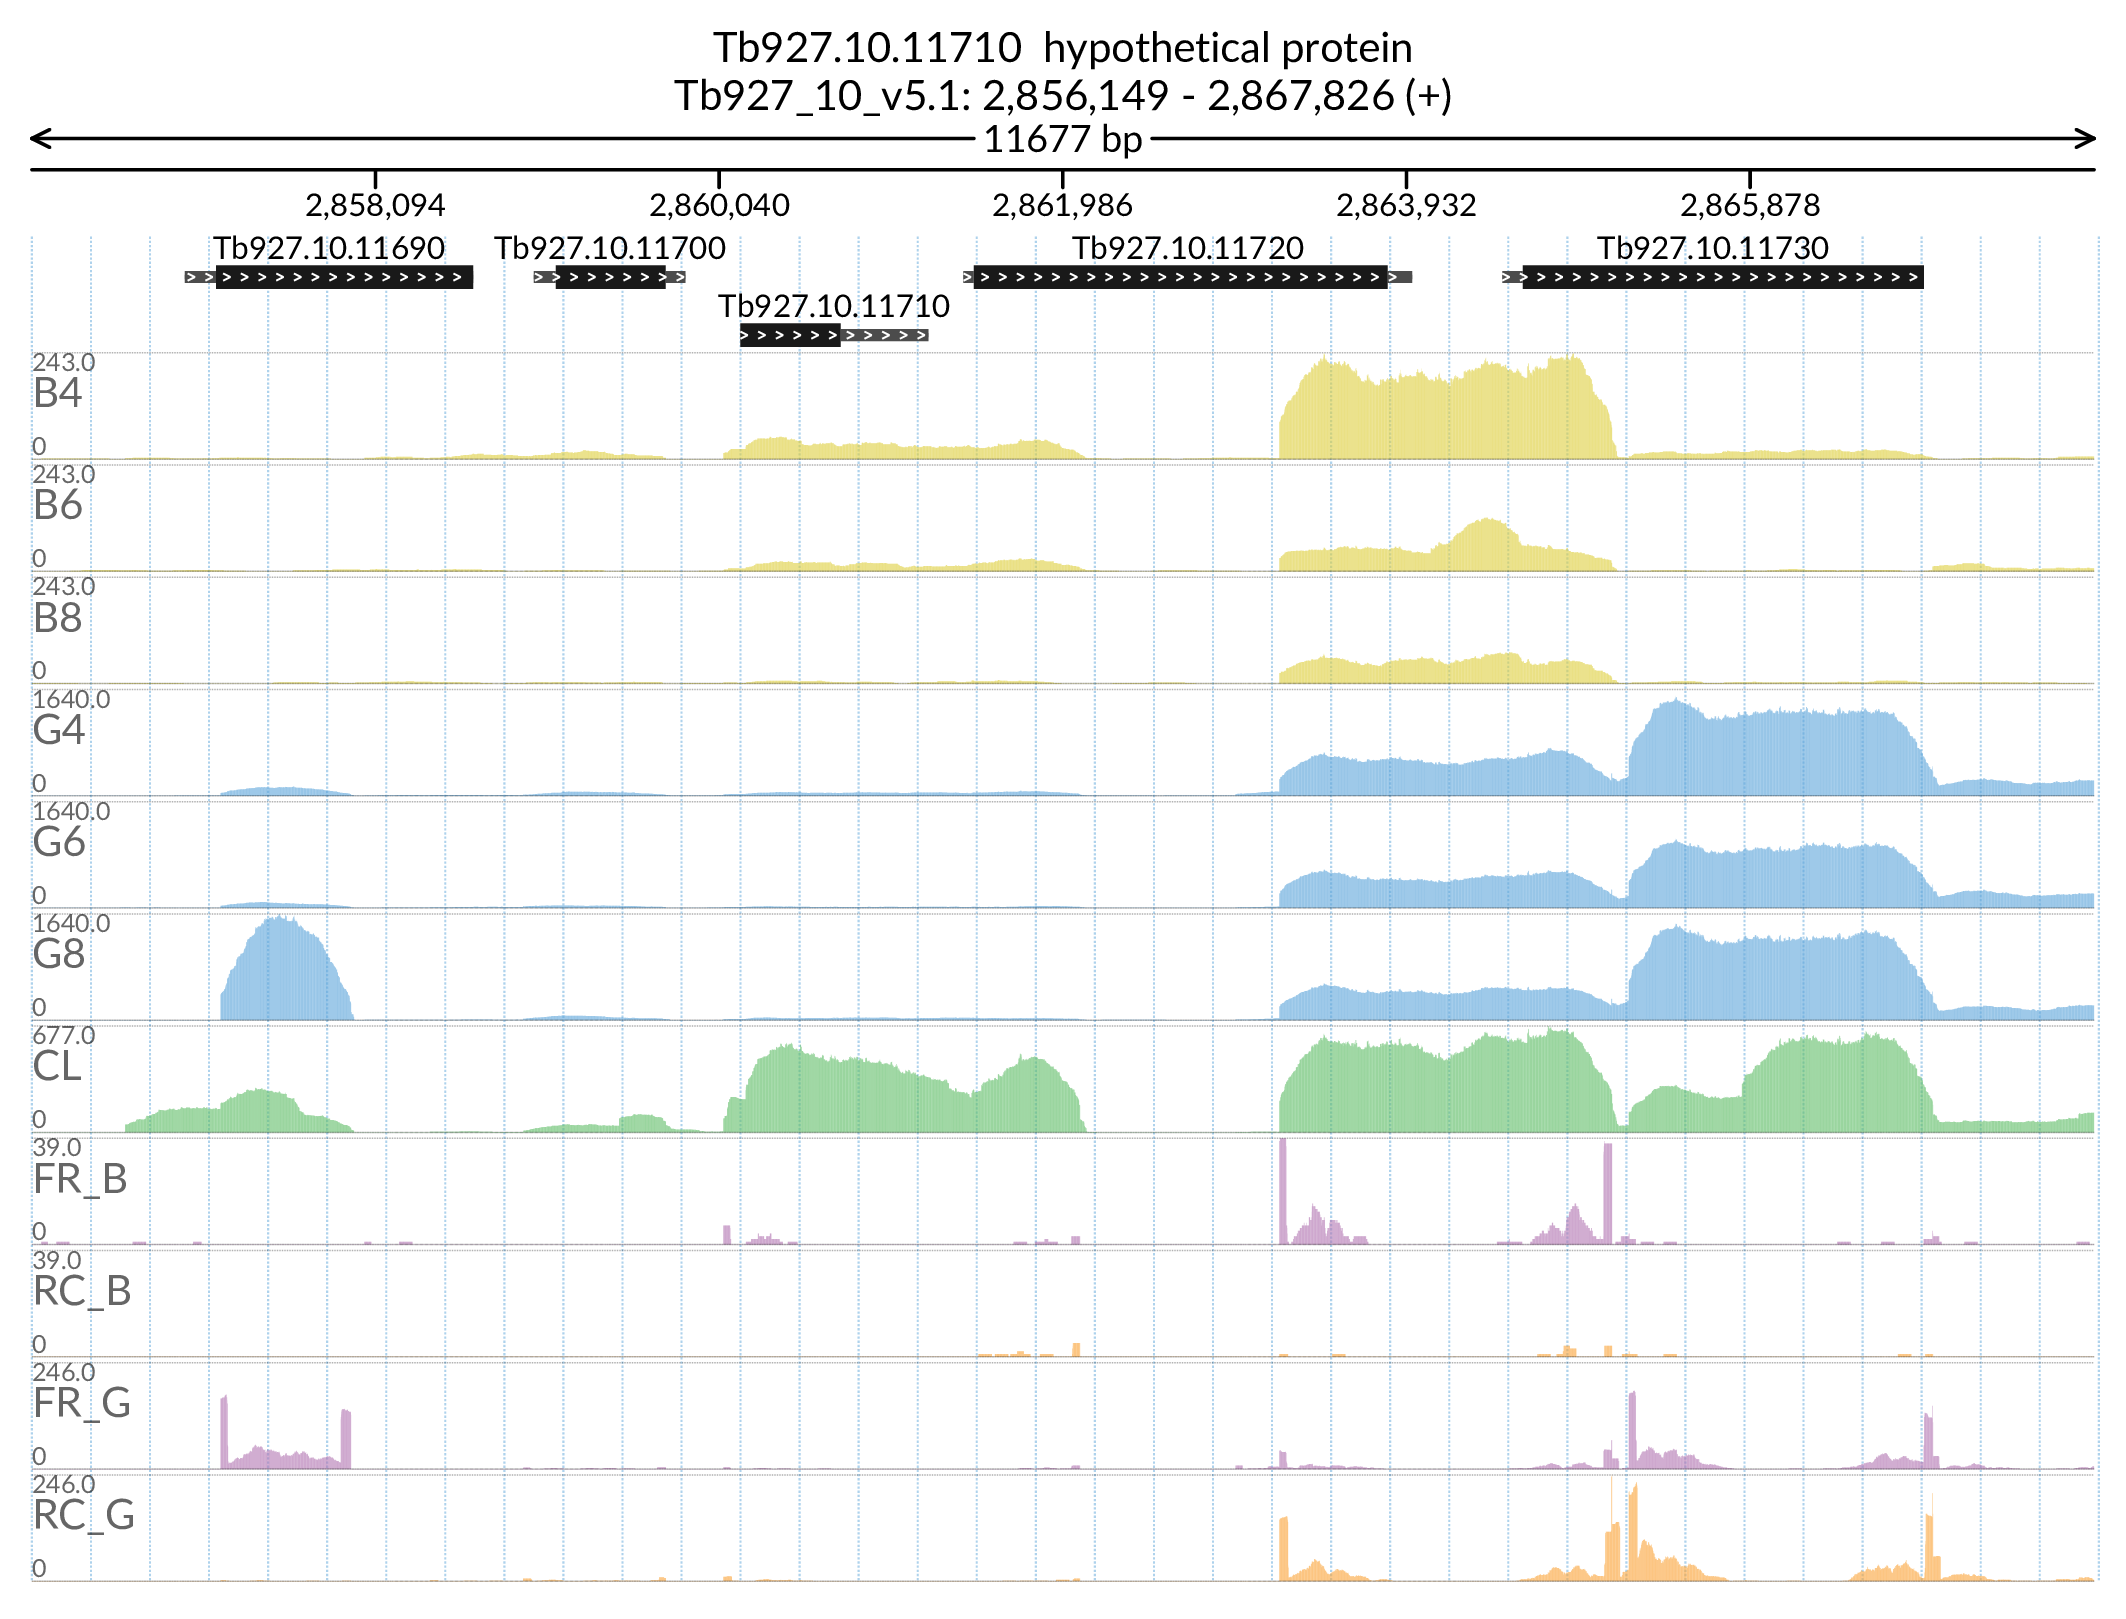 Tb927.10.11710  hypothetical protein
Tb927_10_v5.1: 2,856,149 - 2,867,826 (+)
11677 bp
2,858,094 2,860,040 2,861,986 2,863,932 2,865,878
Tb927.10.11690 Tb927.10.11700 Tb927.10.11720 Tb927.10.11730
Tb927.10.11710
243.0
B4
0
243.0
B6
0
243.0
B8
0
1640.0
G4
0
1640.0
G6
0
1640.0
G8
0
677.0
CL
0
39.0
FR_B
0
39.0
RC_B
0
246.0
FR_G
0
246.0
RC_G
0